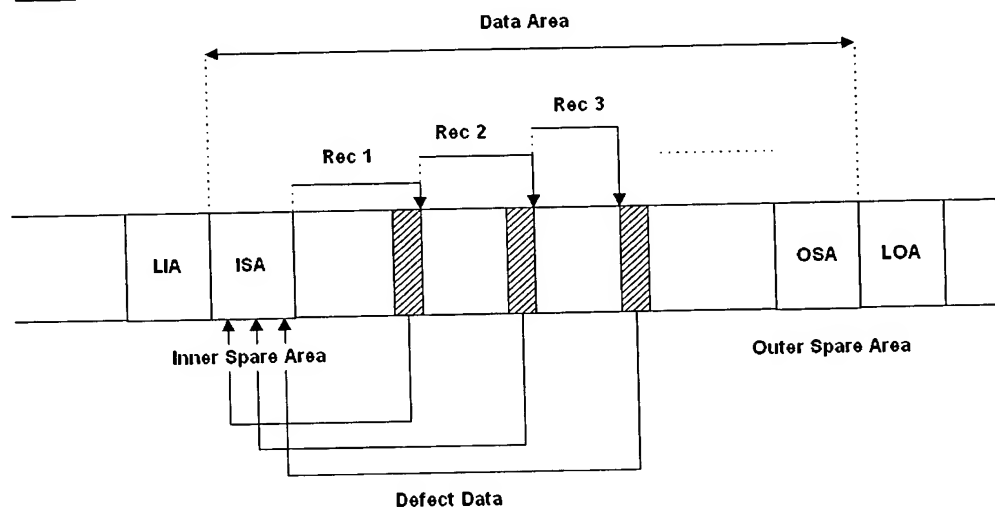 Data Area
Rec 3
Rec 2
Rec 1
LIA
ISA
OSA
LOA
Inner Spare Area
Outer Spare Area
Defect Data